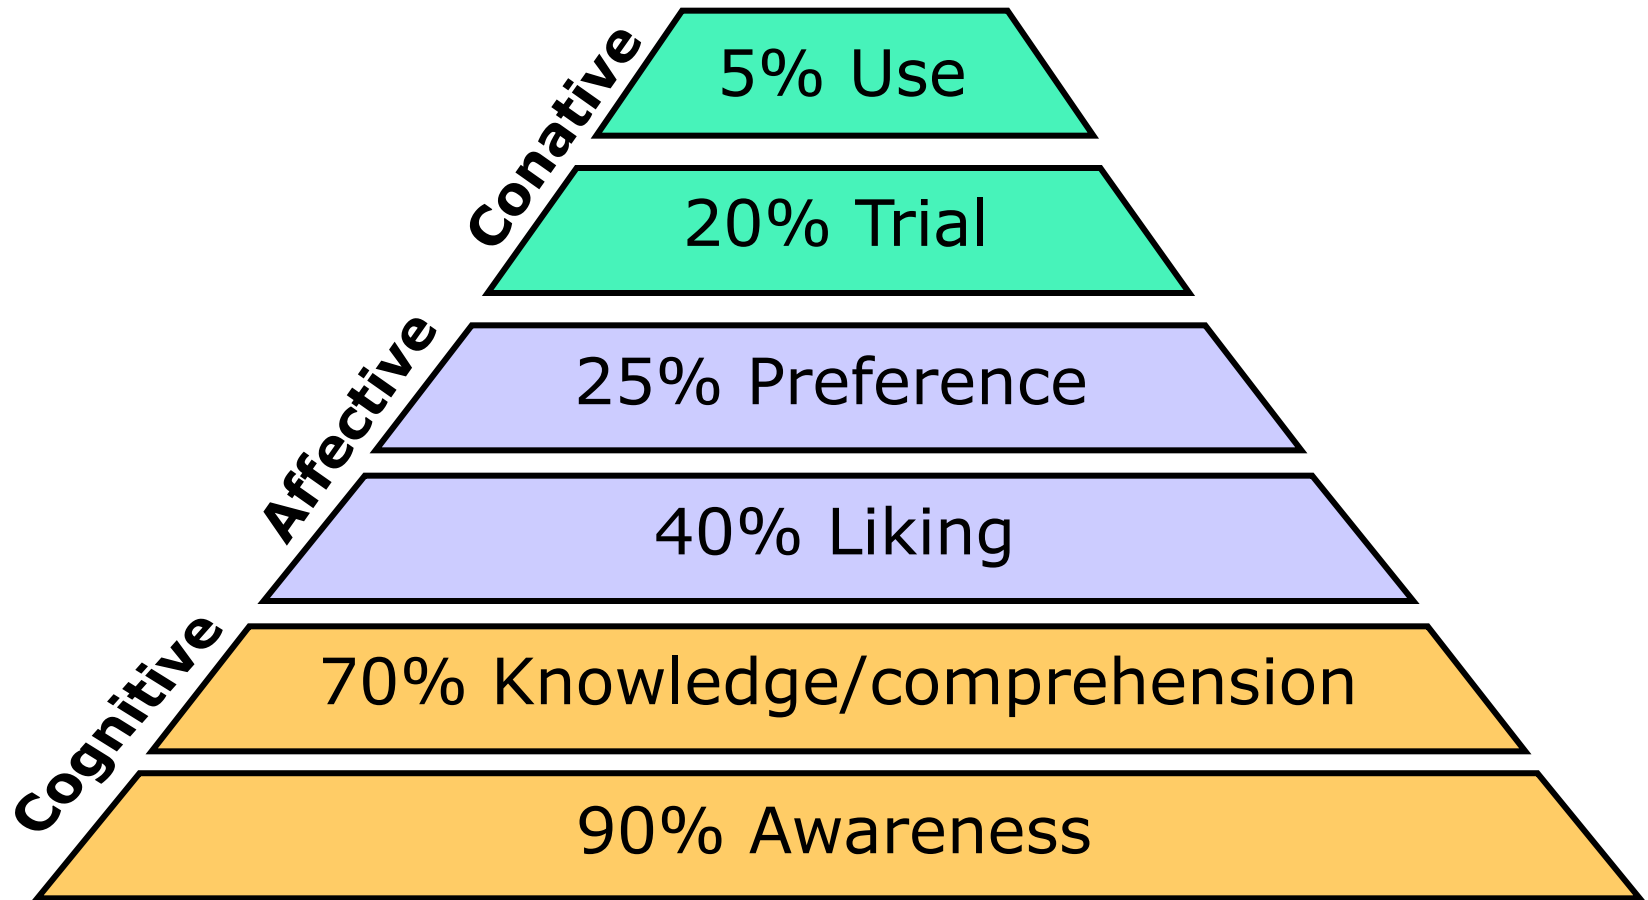 Conative
5% Use
20% Trial
Affective
25% Preference
40% Liking
Cognitive
70% Knowledge/comprehension
90% Awareness